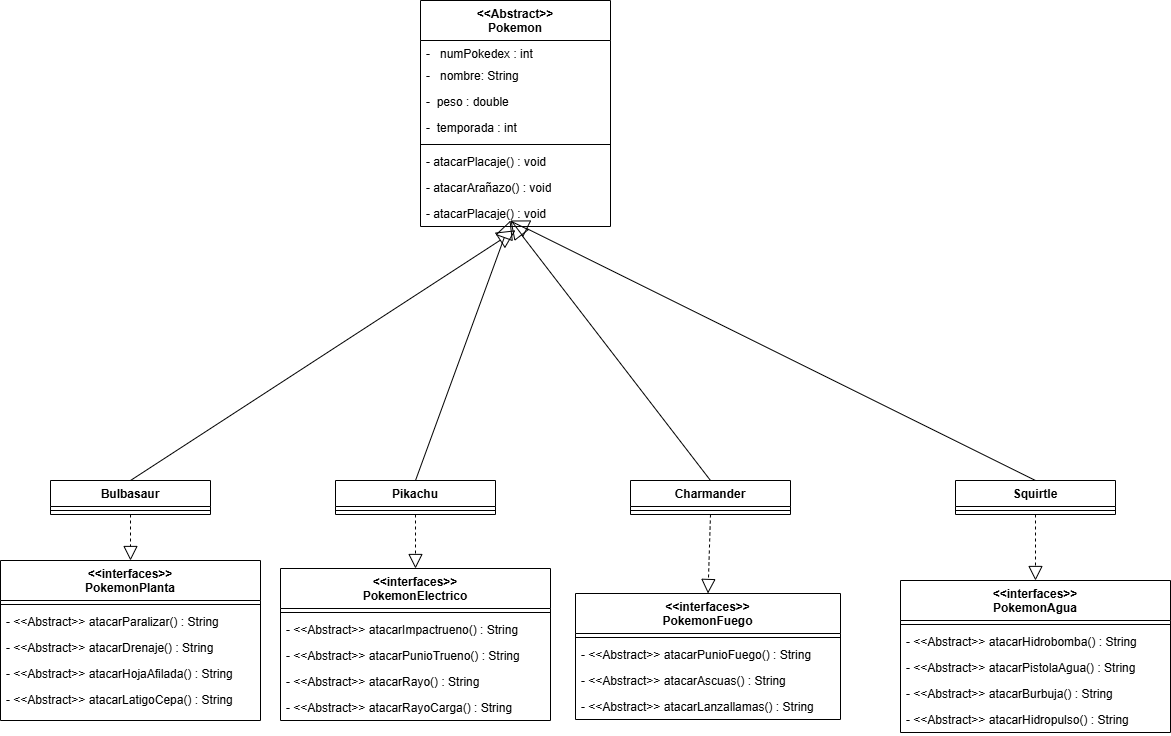 <<Abstract>>
Pokemon
- numPokedex : int
- nombre: String
- peso : double
- temporada : int
- atacarPlacaje() : void
- atacarArañazo() : void
- atacarPlacaje() : void
Bulbasaur
Pikachu
Charmander
Squirtle
<<interfaces>>
PokemonPlanta
- <<Abstract>> atacarParalizar() : String
- <<Abstract>> atacarDrenaje() : String
- <<Abstract>> atacarHojaAfilada() : String
- <<Abstract>> atacarLatigoCepa() : String
<<interfaces>>
PokemonElectrico
- <<Abstract>> atacarImpactrueno() : String
- <<Abstract>> atacarPunioTrueno() : String
- <<Abstract>> atacarRayo() : String
- <<Abstract>> atacarRayoCarga() : String
<<interfaces>>
PokemonFuego
- <<Abstract>> atacarPunioFuego() : String
- <<Abstract>> atacarAscuas() : String
- <<Abstract>> atacarLanzallamas() : String
<<interfaces>>
PokemonAgua
- <<Abstract>> atacarHidrobomba() : String
- <<Abstract>> atacarPistolaAgua() : String
- <<Abstract>> atacarBurbuja() : String
- <<Abstract>> atacarHidropulso() : String